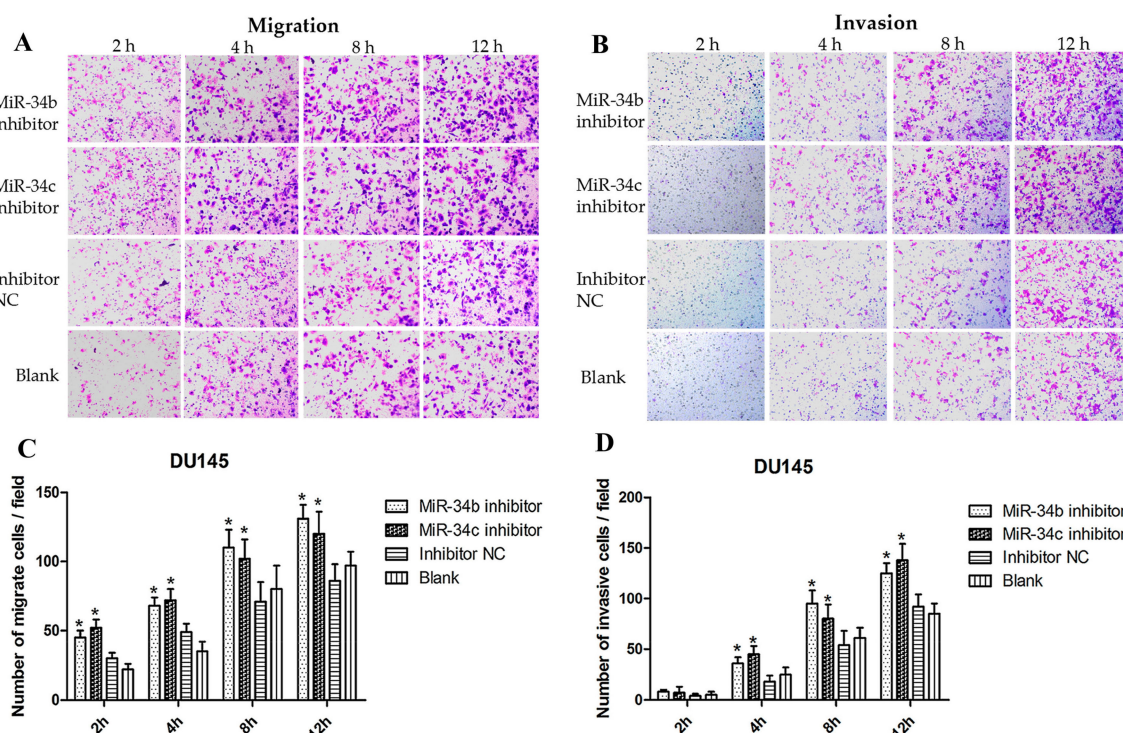 A
Migration
2 h 4 h 8 h 12 h
MiR-34b
inhibitor
MiR-34c
inhibitor
Inhibitor
NC
Blank
B
Invasion
2 h 4 h 8 h 12 h
MiR-34b
inhibitor
MiR-34c
inhibitor
Inhibitor
NC
Blank
C
DU145
Number of migrate cells / field
150
100
50
0
* * * * * * * *
2h 4h 8h 12h
MiR-34b inhibitor
MiR-34c inhibitor
Inhibitor NC
Blank
D
DU145
Number of invasive cells / field
200
150
100
50
0
* * * * * *
2h 4h 8h 12h
MiR-34b inhibitor
MiR-34c inhibitor
Inhibitor NC
Blank